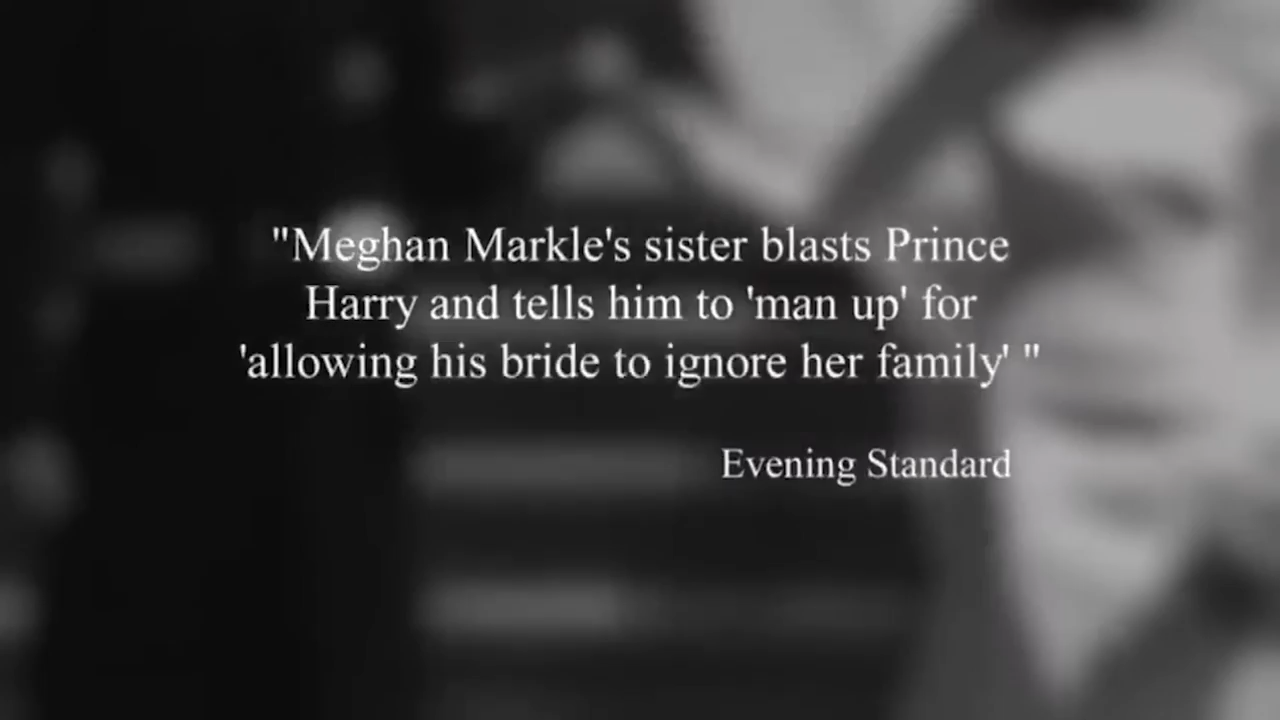 "Meghan Markle's sister blasts Prince
Harry and tells him to 'man up' for
'allowing his bride to ignore her family' "
Evening Standard